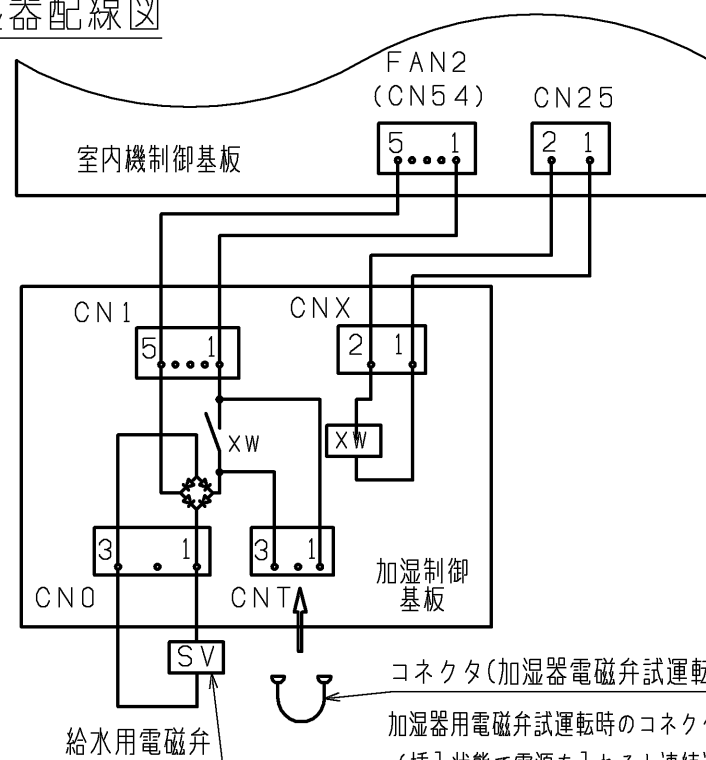 器配線図
FAN2
(CN54)
CN25
5 1
2 1
室内機制御基板
CN1
CNX
5 1
2 1
XW
XW
3 1
3 1
CN0
CNT
加湿制御
基板
SV
コネクタ(加湿器電磁弁試運転
給水用電磁弁
加湿器用電磁弁試運転時のコネク